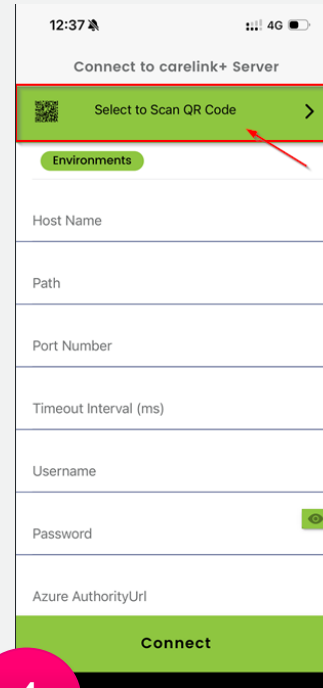 12:37
4G
Connect to carelink+ Server
Select to Scan QR Code
Environments
Host Name
Path
Port Number
Timeout Interval (ms)
Username
Password
Azure AuthorityUrl
Connect